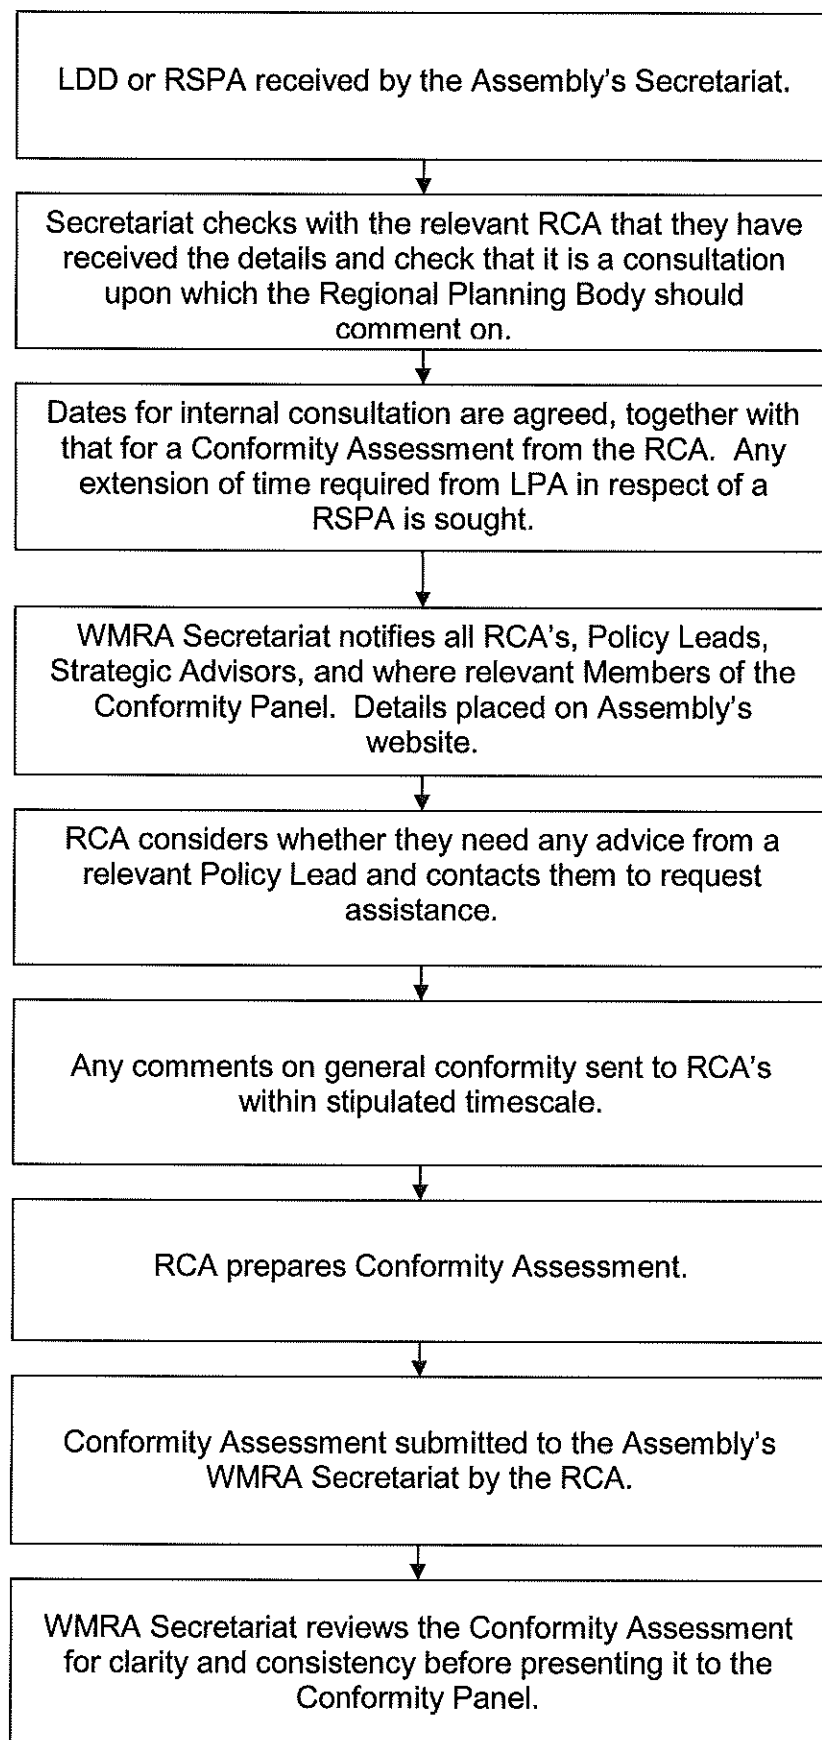 LDD or RSPA received by the Assembly's Secretariat.
Secretariat checks with the relevant RCA that they have
received the details and check that it is a consultation
upon which the Regional Planning Body should
comment on.
Dates for internal consultation are agreed, together with
that for a Conformity Assessment from the RCA.  Any
extension of time required from LPA in respect of a
RSPA is sought.
WMRA Secretariat notifies all RCA's, Policy Leads,
Strategic Advisors, and where relevant Members of the
Conformity Panel.  Details placed on Assembly's
website.
RCA considers whether they need any advice from a
relevant Policy Lead and contacts them to request
assistance.
Any comments on general conformity sent to RCA's
within stipulated timescale.
RCA prepares Conformity Assessment.
Conformity Assessment submitted to the Assembly's
WMRA Secretariat by the RCA.
WMRA Secretariat reviews the Conformity Assessment
for clarity and consistency before presenting it to the
Conformity Panel.